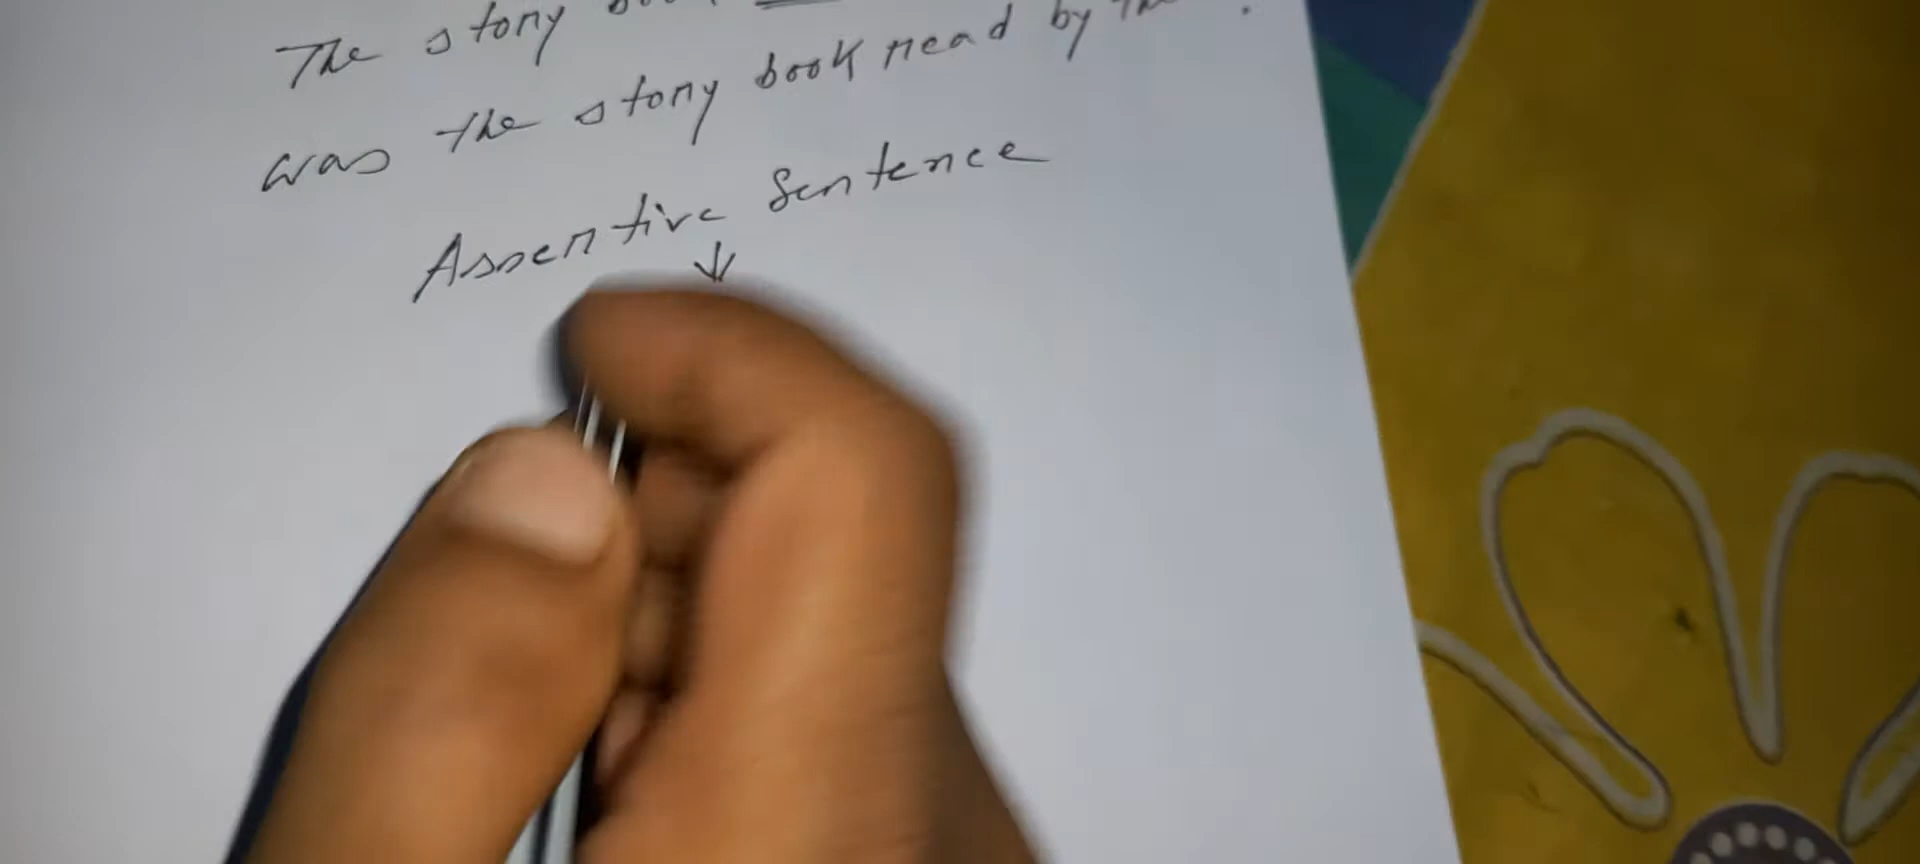 The story
was the story book read by
Assertive Sentence
↓